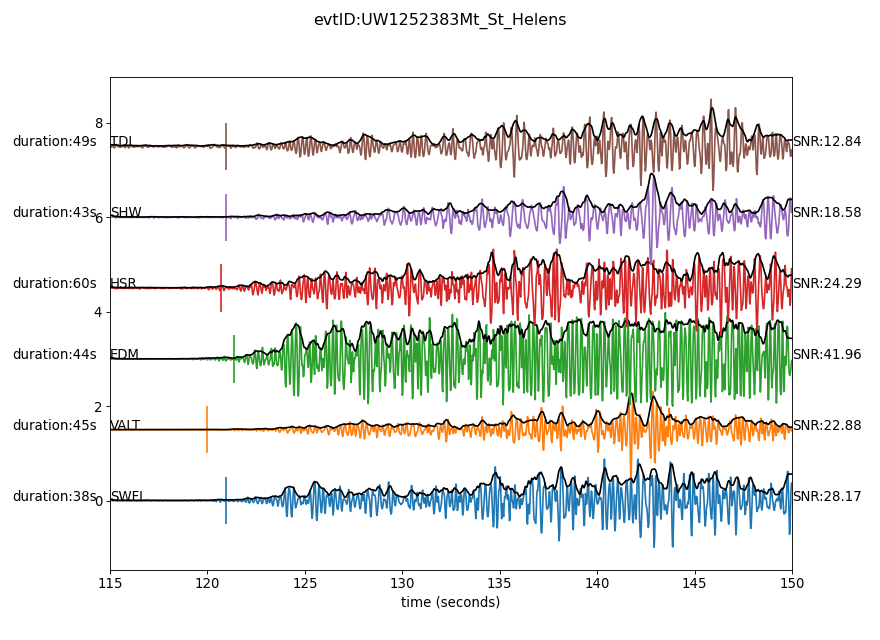 evtID:UW1252383Mt_St_Helens
8
duration:49s TDL SNR:12.84
duration:43s SHW SNR:18.58
6
duration:60s HSR SNR:24.29
4
duration:44s EDM SNR:41.96
2
duration:45s VALT SNR:22.88
duration:38s SWFL SNR:28.17
0
115 120 125 130 135 140 145 150
time (seconds)